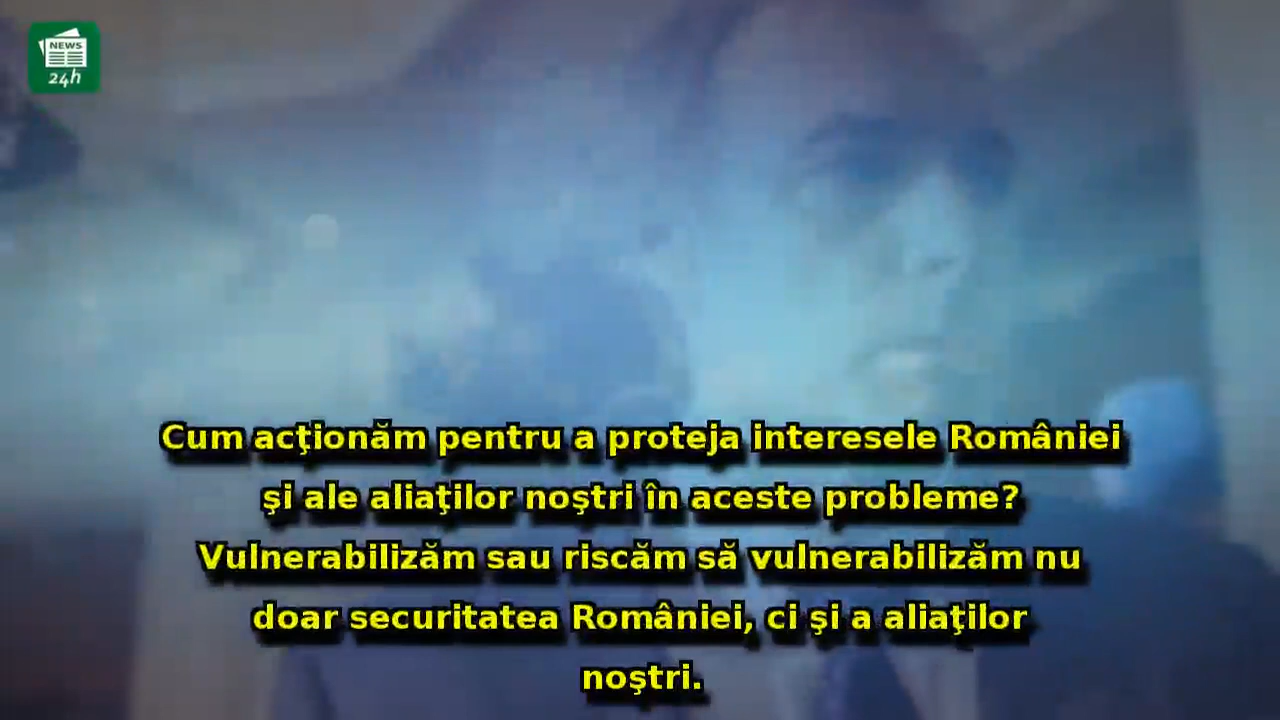 NEWS
24h
Cum acţionăm pentru a proteja interesele României
şi ale aliaţilor noştri în aceste probleme?
Vulnerabilizăm sau riscăm să vulnerabilizăm nu
doar securitatea României, ci şi a aliaţilor
noştri.